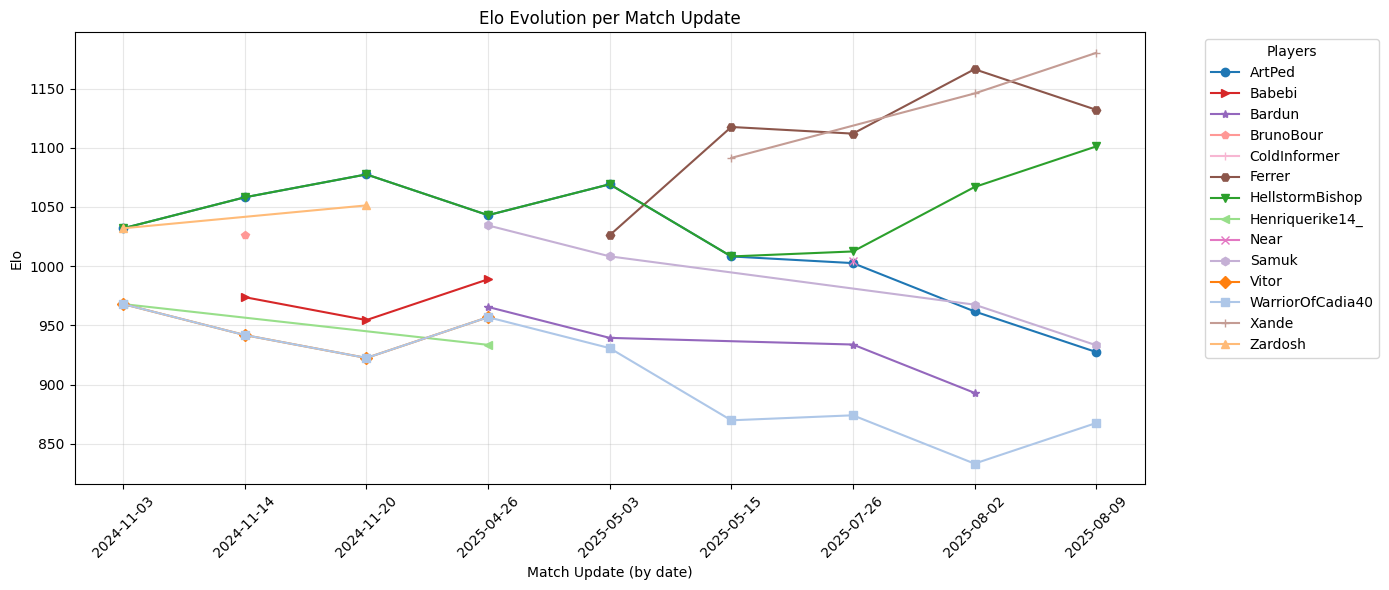 Elo Evolution per Match Update
Elo
1150
1100
1050
1000
950
900
850
2024-11-03
2024-11-14
2024-11-20
2025-04-26
2025-05-03
2025-05-15
2025-07-26
2025-08-02
2025-08-09
Match Update (by date)
Players
ArtPed
Babebi
Bardun
BrunoBour
ColdInformer
Ferrer
HellstormBishop
Henriquerike14_
Near
Samuk
Vitor
WarriorOfCadia40
Xande
Zardosh